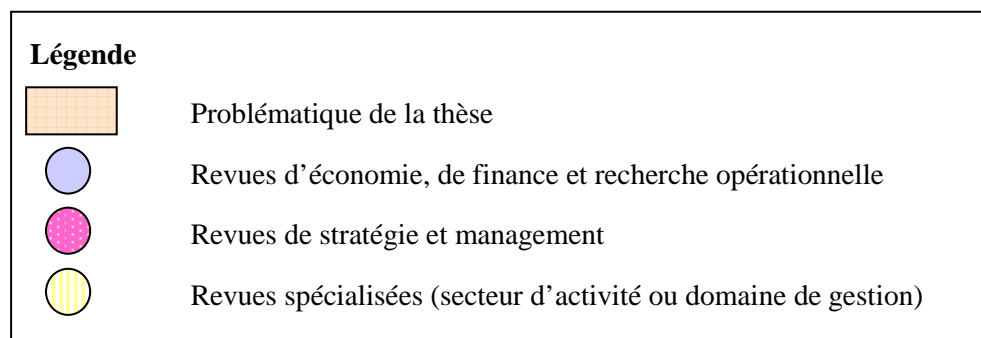 Légende
Problématique de la thèse
Revues d’économie, de finance et recherche opérationnelle
Revues de stratégie et management
Revues spécialisées (secteur d’activité ou domaine de gestion)